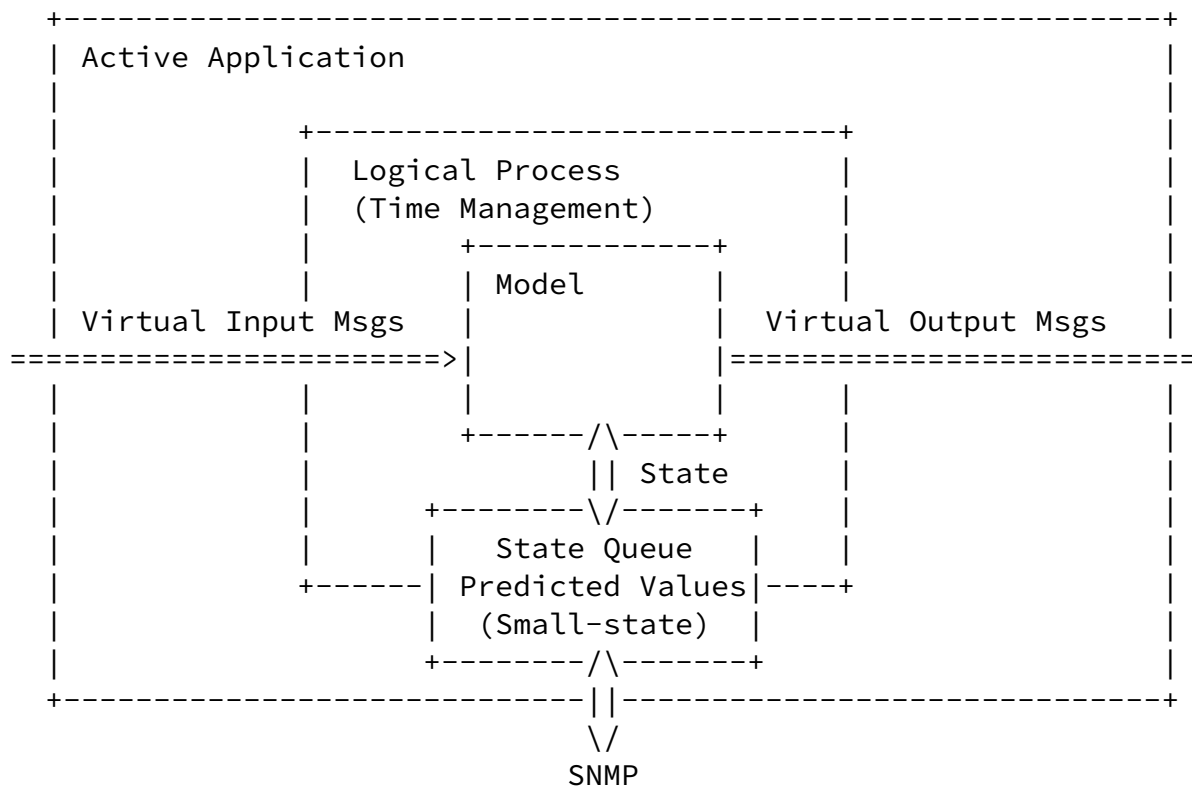 Active Application
Logical Process
(Time Management)
Model
Virtual Input Msgs
Virtual Output Msgs
State
State Queue
Predicted Values
(Small-state)
SNMP